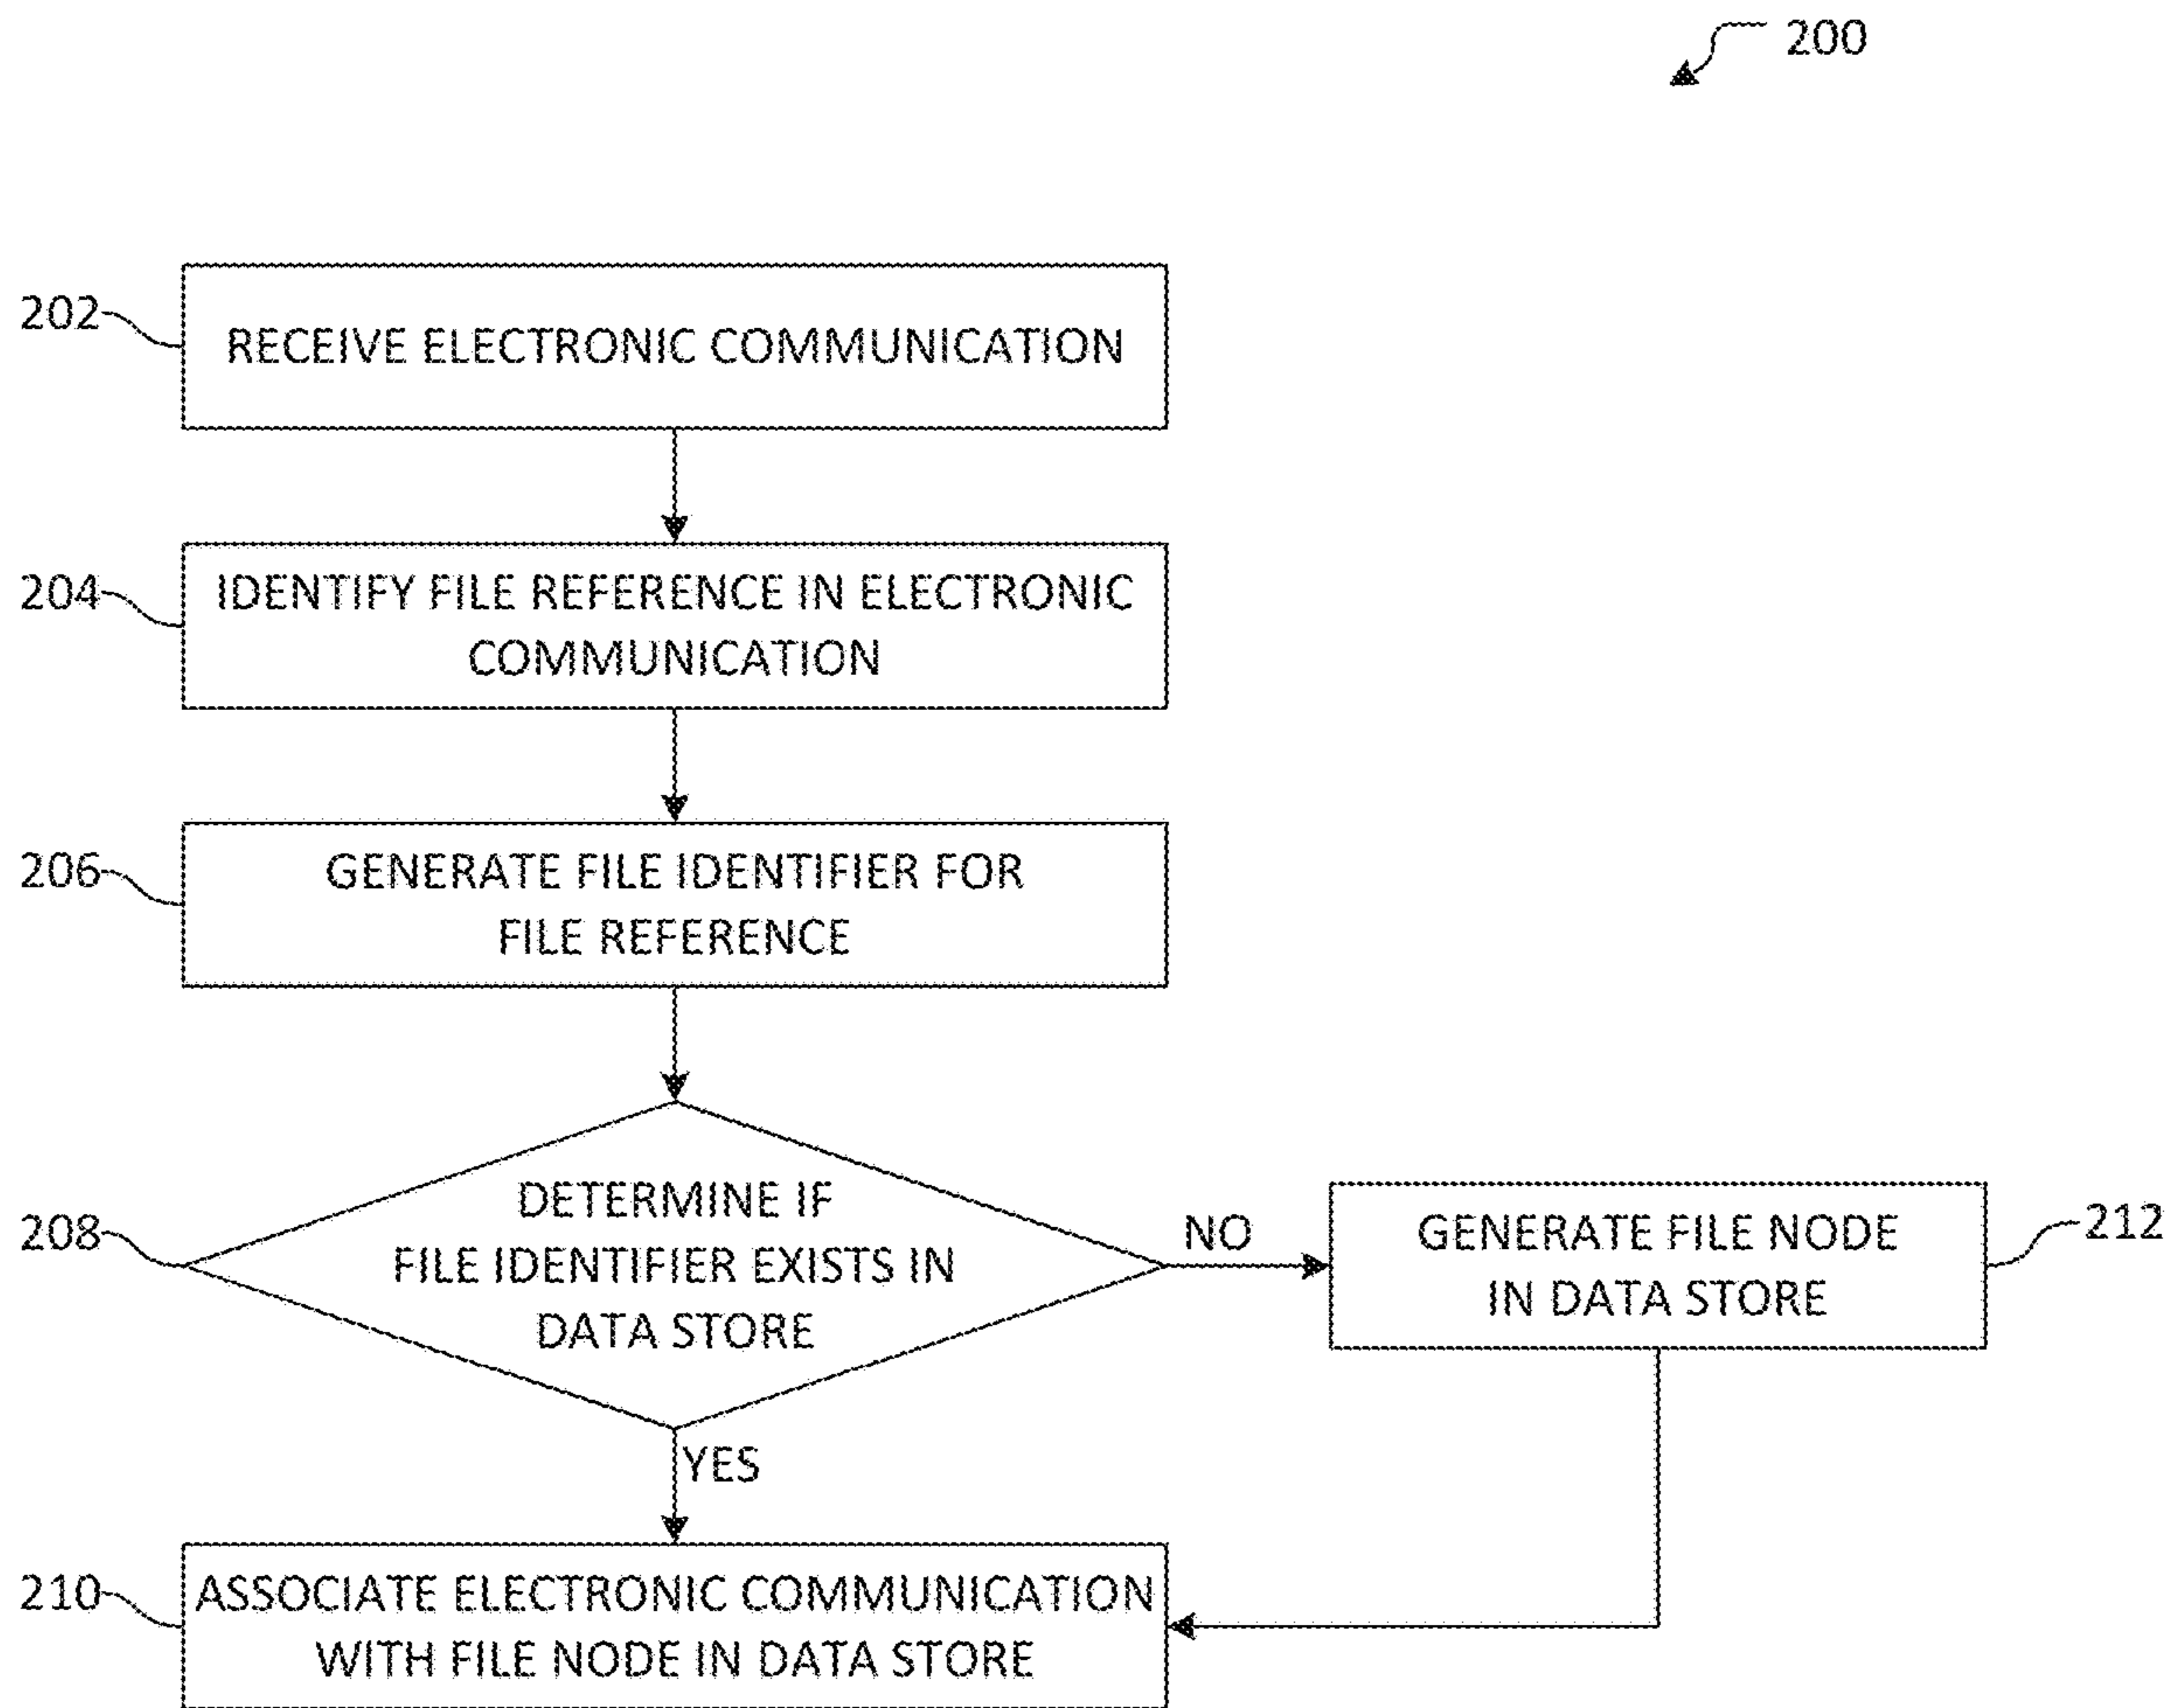 200
202
RECEIVE ELECTRONIC COMMUNICATION
204
IDENTIFY FILE REFERENCE IN ELECTRONIC
COMMUNICATION
206
GENERATE FILE IDENTIFIER FOR
FILE REFERENCE
208
DETERMINE IF
FILE IDENTIFIER EXISTS IN
DATA STORE
NO
GENERATE FILE NODE
IN DATA STORE
212
YES
210
ASSOCIATE ELECTRONIC COMMUNICATION
WITH FILE NODE IN DATA STORE